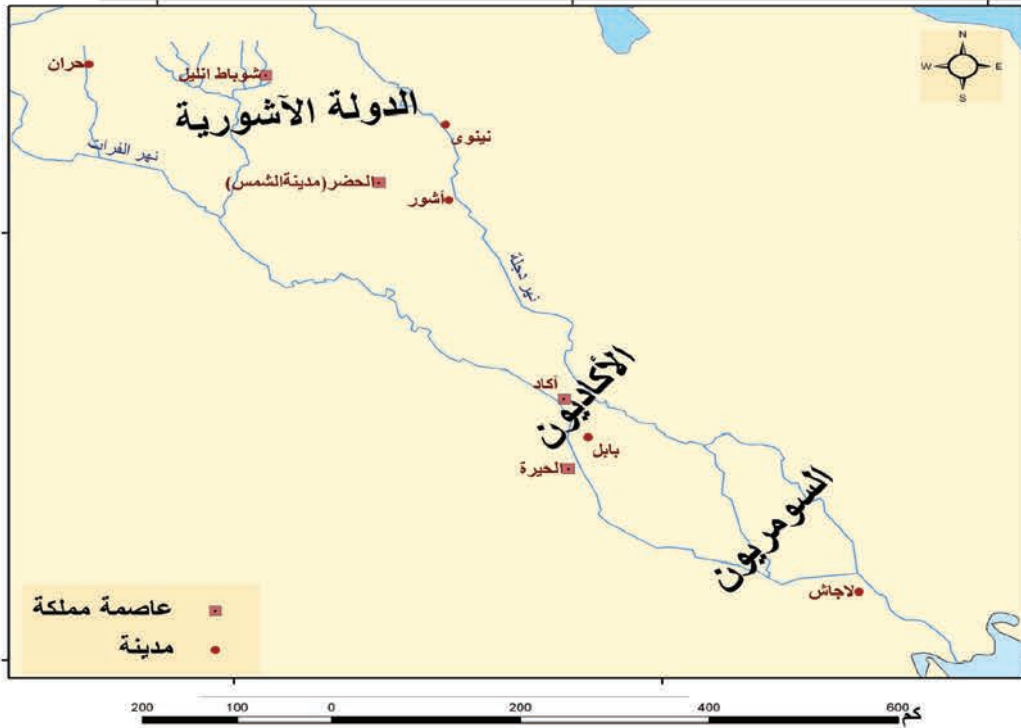 N
W E
S
حران
شوباط انليل
الدولة الآشورية
نينوى
نهر الفرات
الحضر(مدينةالشمس)
أشور
نهر دجلة
الأكاديون
أكاد
بابل
الحيرة
السومريون
لاجاش
عاصمة مملكة
مدينة
200 100 0 200 400 600 كم